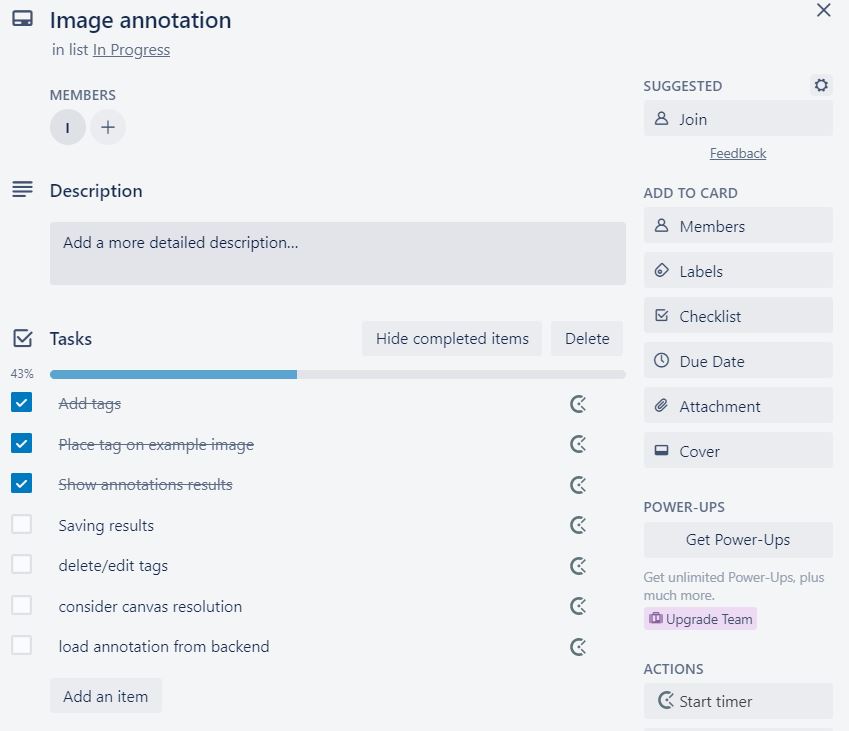 Image annotation
in list In Progress
MEMBERS
I
Description
Add a more detailed description...
Tasks
Hide completed items
Delete
43%
Add tags
Place tag on example image
Show annotations results
Saving results
delete/edit tags
consider canvas resolution
load annotation from backend
Add an item
SUGGESTED
Join
Feedback
ADD TO CARD
Members
Labels
Checklist
Due Date
Attachment
Cover
POWER-UPS
Get Power-Ups
Get unlimited Power-Ups, plus
much more.
Upgrade Team
ACTIONS
Start timer